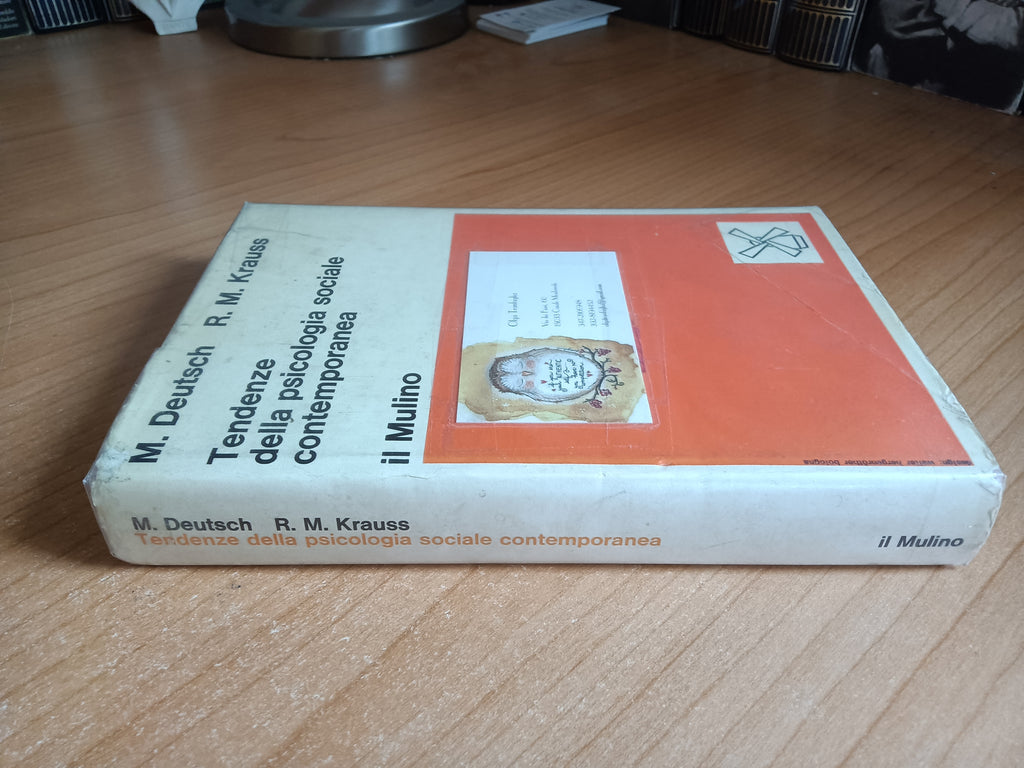 M. Deutsch R. M. Krauss
Tendenze
della psicologia sociale
contemporanea
il Mulino
M. Deutsch R. M. Krauss
Tendenze della psicologia sociale contemporanea
il Mulino